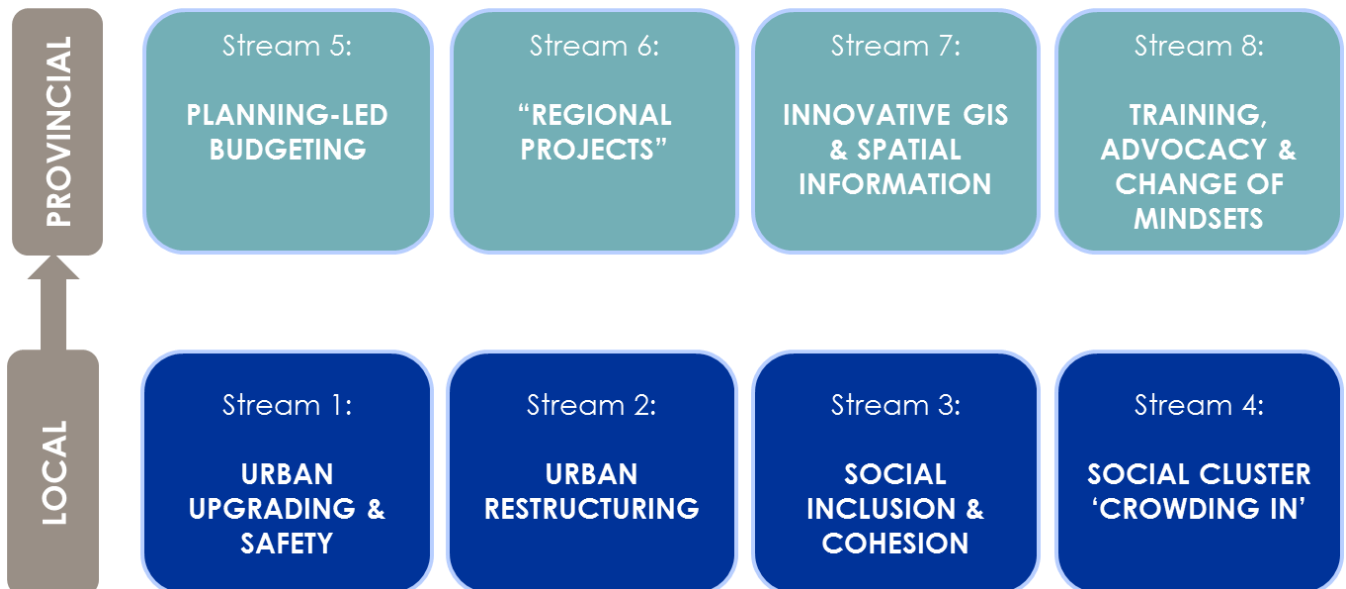 PROVINCIAL
Stream 5:
PLANNING-LED
BUDGETING
Stream 6:
“REGIONAL
PROJECTS”
Stream 7:
INNOVATIVE GIS
& SPATIAL
INFORMATION
Stream 8:
TRAINING,
ADVOCACY &
CHANGE OF
MINDSETS
LOCAL
Stream 1:
URBAN
UPGRADING &
SAFETY
Stream 2:
URBAN
RESTRUCTURING
Stream 3:
SOCIAL
INCLUSION &
COHESION
Stream 4:
SOCIAL CLUSTER
‘CROWDING IN’